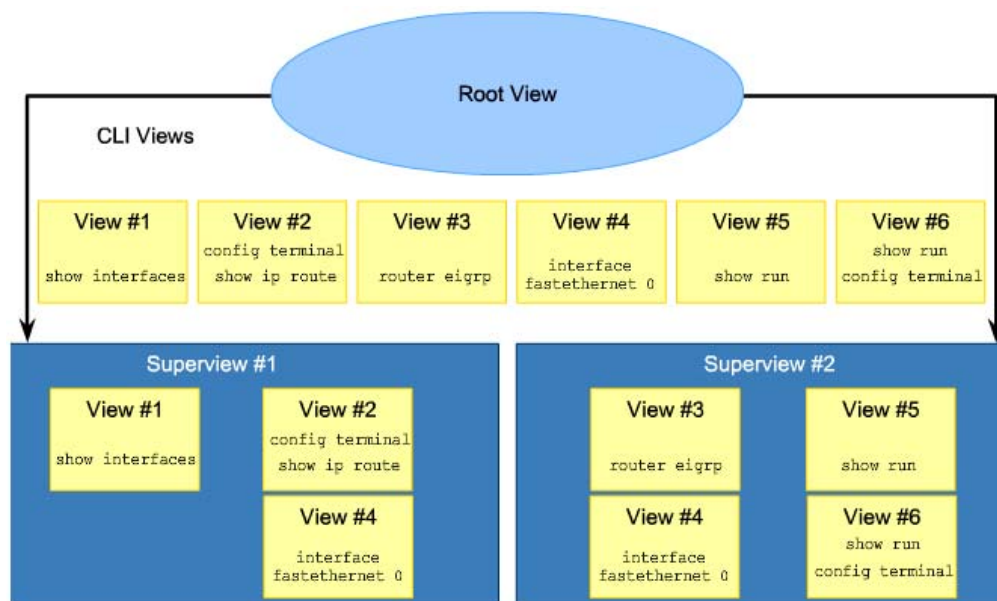 Root View
CLI Views
View #1
show interfaces
View #2
config terminal
show ip route
View #3
router eigrp
View #4
interface
fastethernet 0
View #5
show run
View #6
show run
config terminal
Superview #1
View #1
show interfaces
View #2
config terminal
show ip route
View #4
interface
fastethernet 0
Superview #2
View #3
router eigrp
View #5
show run
View #4
interface
fastethernet 0
View #6
show run
config terminal